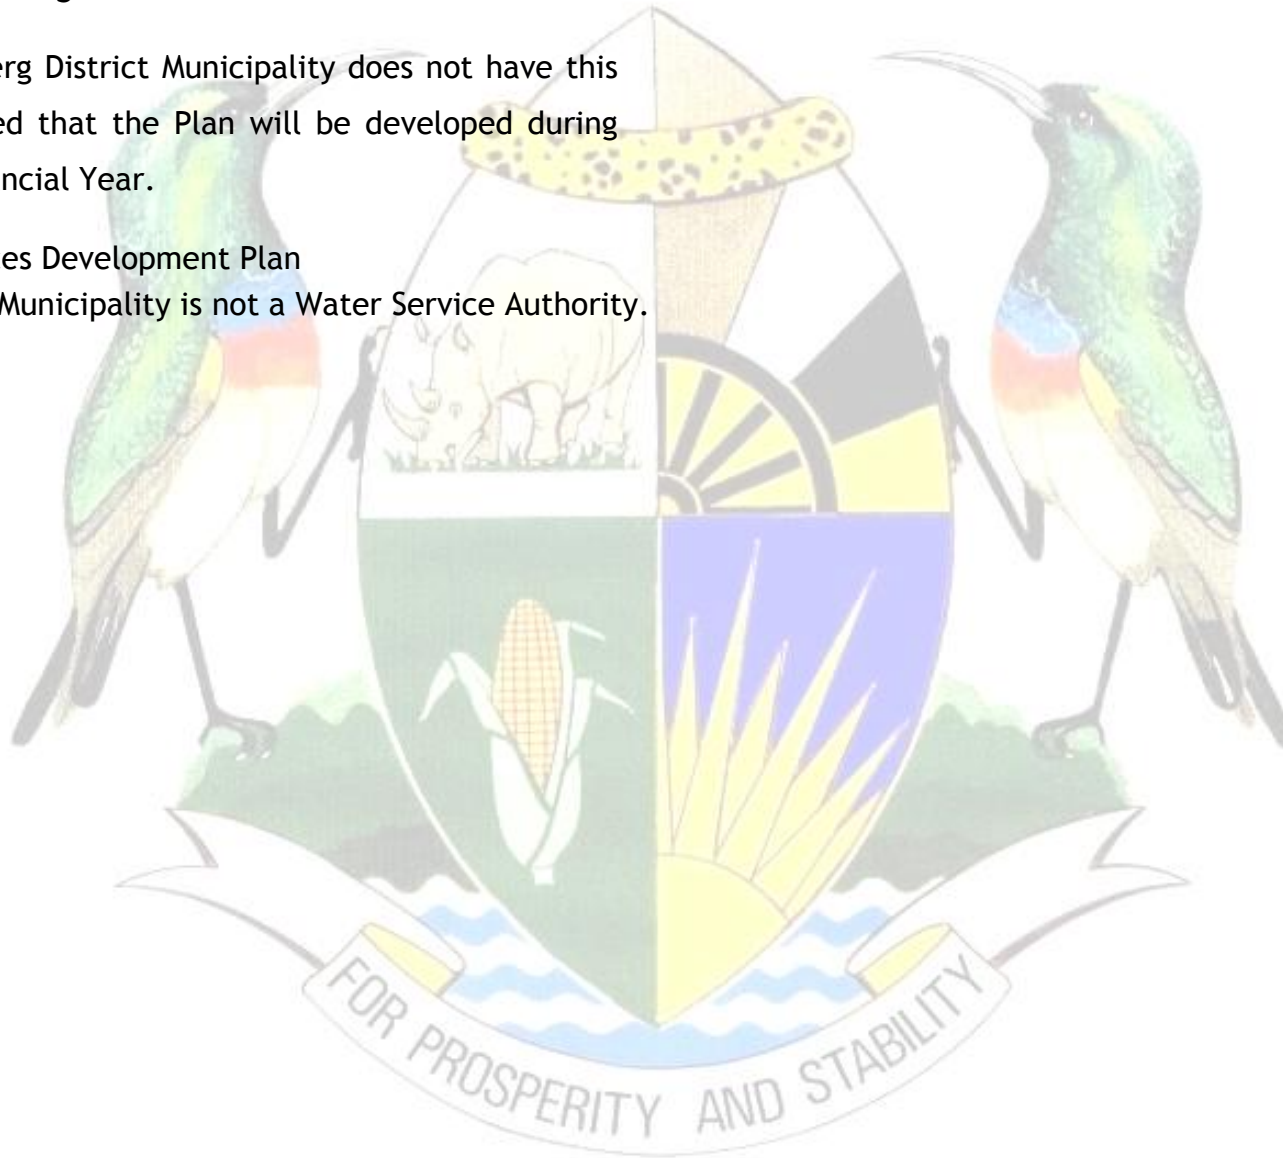 erg District Municipality does not have this
ed that the Plan will be developed during
ncial Year.
es Development Plan
Municipality is not a Water Service Authority.
FOR PROSPERITY AND STABILITY